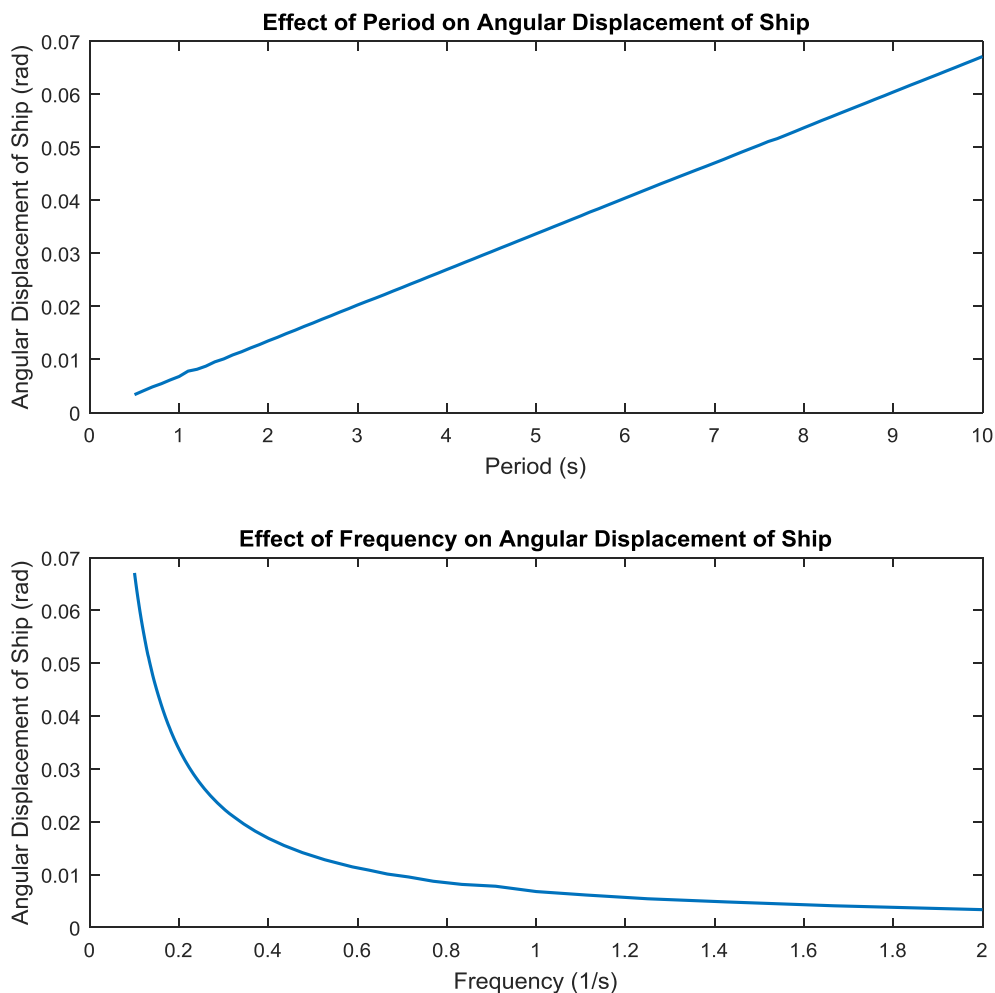 Effect of Period on Angular Displacement of Ship
Angular Displacement of Ship (rad)
0.07
0.06
0.05
0.04
0.03
0.02
0.01
0
0 1 2 3 4 5 6 7 8 9 10
Period (s)
Effect of Frequency on Angular Displacement of Ship
Angular Displacement of Ship (rad)
0.07
0.06
0.05
0.04
0.03
0.02
0.01
0
0 0.2 0.4 0.6 0.8 1 1.2 1.4 1.6 1.8 2
Frequency (1/s)